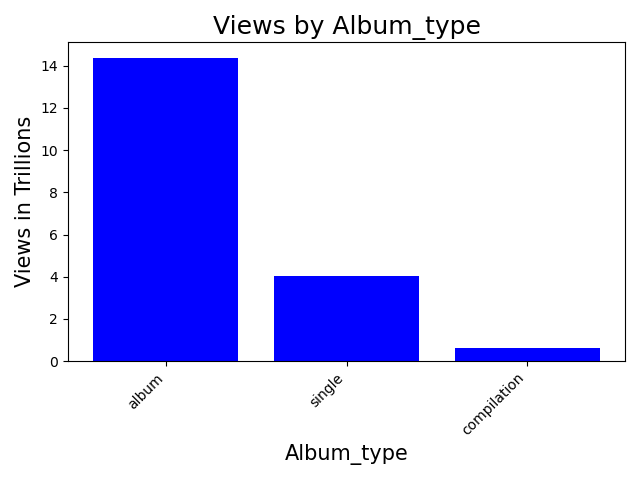 Views by Album_type
Views in Trillions
14
12
10
8
6
4
2
0
album
single
compilation
Album_type